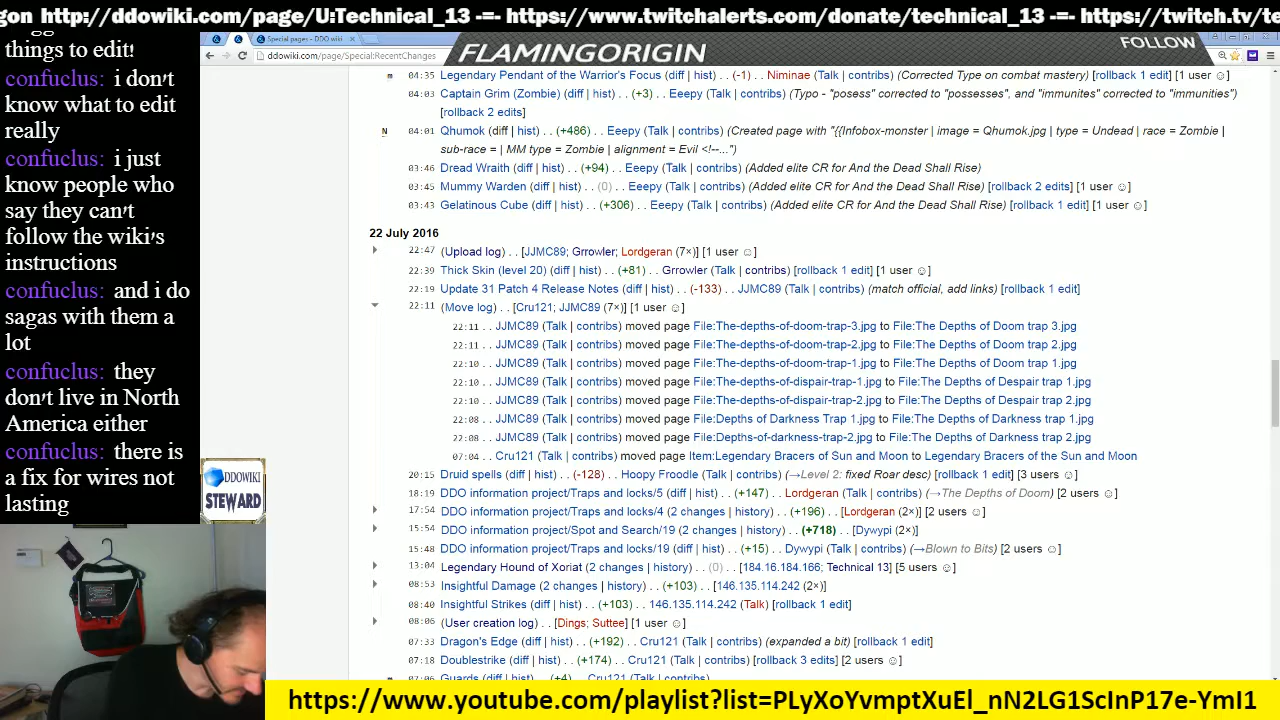 gon http://ddowiki.com/page/U:Technical_13 -=- https://www.twitchalerts.com/donate/technical_13 -=- https://twitch.tv/te
things to edit!
confuclus: i don't
know what to edit
really
confuclus: i just
know people who
say they can't
follow the wiki's
instructions
confuclus: and i do
sagas with them a
lot
confuclus: they
don't live in North
America either
confuclus: there is
a fix for wires not
lasting
DDOWIKI
STEWARD
Special pages - DDO wiki
ddowiki.com/page/Special:RecentChanges
FLAMINGORIGIN
FOLLOW
m 04:35 Legendary Pendant of the Warrior's Focus (diff | hist) . . (-1) . . Niminae (Talk | contribs) (Corrected Type on combat mastery) [rollback 1 edit] [1 user ☺]
04:03 Captain Grim (Zombie) (diff | hist) . . (+3) . . Eeepy (Talk | contribs) (Typo - "posess" corrected to "possesses", and "immunites" corrected to "immunities")
[rollback 2 edits]
N 04:01 Qhumok (diff | hist) . . (+486) . . Eeepy (Talk | contribs) (Created page with "{{Infobox-monster | image = Qhumok.jpg | type = Undead | race = Zombie |
sub-race = | MM type = Zombie | alignment = Evil <!--...")
03:46 Dread Wraith (diff | hist) . . (+94) . . Eeepy (Talk | contribs) (Added elite CR for And the Dead Shall Rise)
03:45 Mummy Warden (diff | hist) . . (0) . . Eeepy (Talk | contribs) (Added elite CR for And the Dead Shall Rise) [rollback 2 edits] [1 user ☺]
03:43 Gelatinous Cube (diff | hist) . . (+306) . . Eeepy (Talk | contribs) (Added elite CR for And the Dead Shall Rise) [rollback 1 edit] [1 user ☺]
22 July 2016
22:47 (Upload log) . . [JJMC89; Grrowler; Lordgeran (7×)] [1 user ☺]
22:39 Thick Skin (level 20) (diff | hist) . . (+81) . . Grrowler (Talk | contribs) [rollback 1 edit] [1 user ☺]
22:19 Update 31 Patch 4 Release Notes (diff | hist) . . (-133) . . JJMC89 (Talk | contribs) (match official, add links) [rollback 1 edit]
22:11 (Move log) . . [Cru121; JJMC89 (7×)] [1 user ☺]
22:11 . . JJMC89 (Talk | contribs) moved page File:The-depths-of-doom-trap-3.jpg to File:The Depths of Doom trap 3.jpg
22:11 . . JJMC89 (Talk | contribs) moved page File:The-depths-of-doom-trap-2.jpg to File:The Depths of Doom trap 2.jpg
22:10 . . JJMC89 (Talk | contribs) moved page File:The-depths-of-doom-trap-1.jpg to File:The Depths of Doom trap 1.jpg
22:10 . . JJMC89 (Talk | contribs) moved page File:The-depths-of-dispair-trap-1.jpg to File:The Depths of Despair trap 1.jpg
22:10 . . JJMC89 (Talk | contribs) moved page File:The-depths-of-dispair-trap-2.jpg to File:The Depths of Despair trap 2.jpg
22:08 . . JJMC89 (Talk | contribs) moved page File:Depths of Darkness Trap 1.jpg to File:The Depths of Darkness trap 1.jpg
22:08 . . JJMC89 (Talk | contribs) moved page File:Depths-of-darkness-trap-2.jpg to File:The Depths of Darkness trap 2.jpg
07:04 . . Cru121 (Talk | contribs) moved page Item:Legendary Bracers of Sun and Moon to Legendary Bracers of the Sun and Moon
20:15 Druid spells (diff | hist) . . (-128) . . Hoopy Froodle (Talk | contribs) (→Level 2: fixed Roar desc) [rollback 1 edit] [3 users ☺]
18:19 DDO information project/Traps and locks/5 (diff | hist) . . (+147) . . Lordgeran (Talk | contribs) (→The Depths of Doom) [2 users ☺]
17:54 DDO information project/Traps and locks/4 (2 changes | history) . . (+196) . . [Lordgeran (2×)] [2 users ☺]
15:54 DDO information project/Spot and Search/19 (2 changes | history) . . (+718) . . [Dywypi (2×)]
15:48 DDO information project/Traps and locks/19 (diff | hist) . . (+15) . . Dywypi (Talk | contribs) (→Blown to Bits) [2 users ☺]
13:04 Legendary Hound of Xoriat (2 changes | history) . . (0) . . [184.16.184.166; Technical 13] [5 users ☺]
08:53 Insightful Damage (2 changes | history) . . (+103) . . [146.135.114.242 (2×)]
08:40 Insightful Strikes (diff | hist) . . (+103) . . 146.135.114.242 (Talk) [rollback 1 edit]
08:06 (User creation log) . . [Dings; Suttee] [1 user ☺]
07:33 Dragon's Edge (diff | hist) . . (+192) . . Cru121 (Talk | contribs) (expanded a bit) [rollback 1 edit]
07:18 Doublestrike (diff | hist) . . (+174) . . Cru121 (Talk | contribs) [rollback 3 edits] [2 users ☺]
07:06 Guards (diff | hist) . . (+4) . . Cru121 (Talk | contribs)
https://www.youtube.com/playlist?list=PLyXoYvmptXuEl_nN2LG1ScInP17e-YmI1